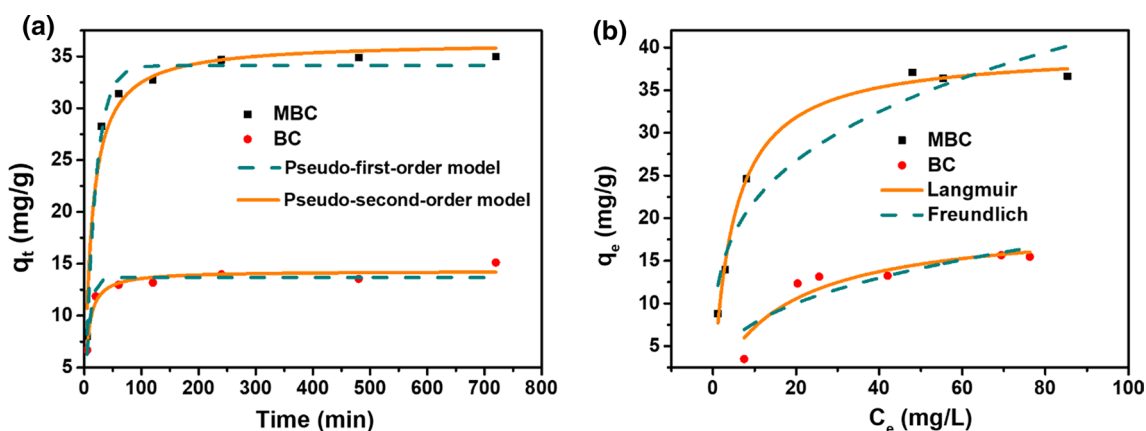 (a)
q_t (mg/g)
35
30
25
20
15
10
5
MBC
BC
Pseudo-first-order model
Pseudo-second-order model
0 100 200 300 400 500 600 700 800
Time (min)
(b)
q_e (mg/g)
40
35
30
25
20
15
10
5
MBC
BC
Langmuir
Freundlich
0 20 40 60 80 100
C_e (mg/L)